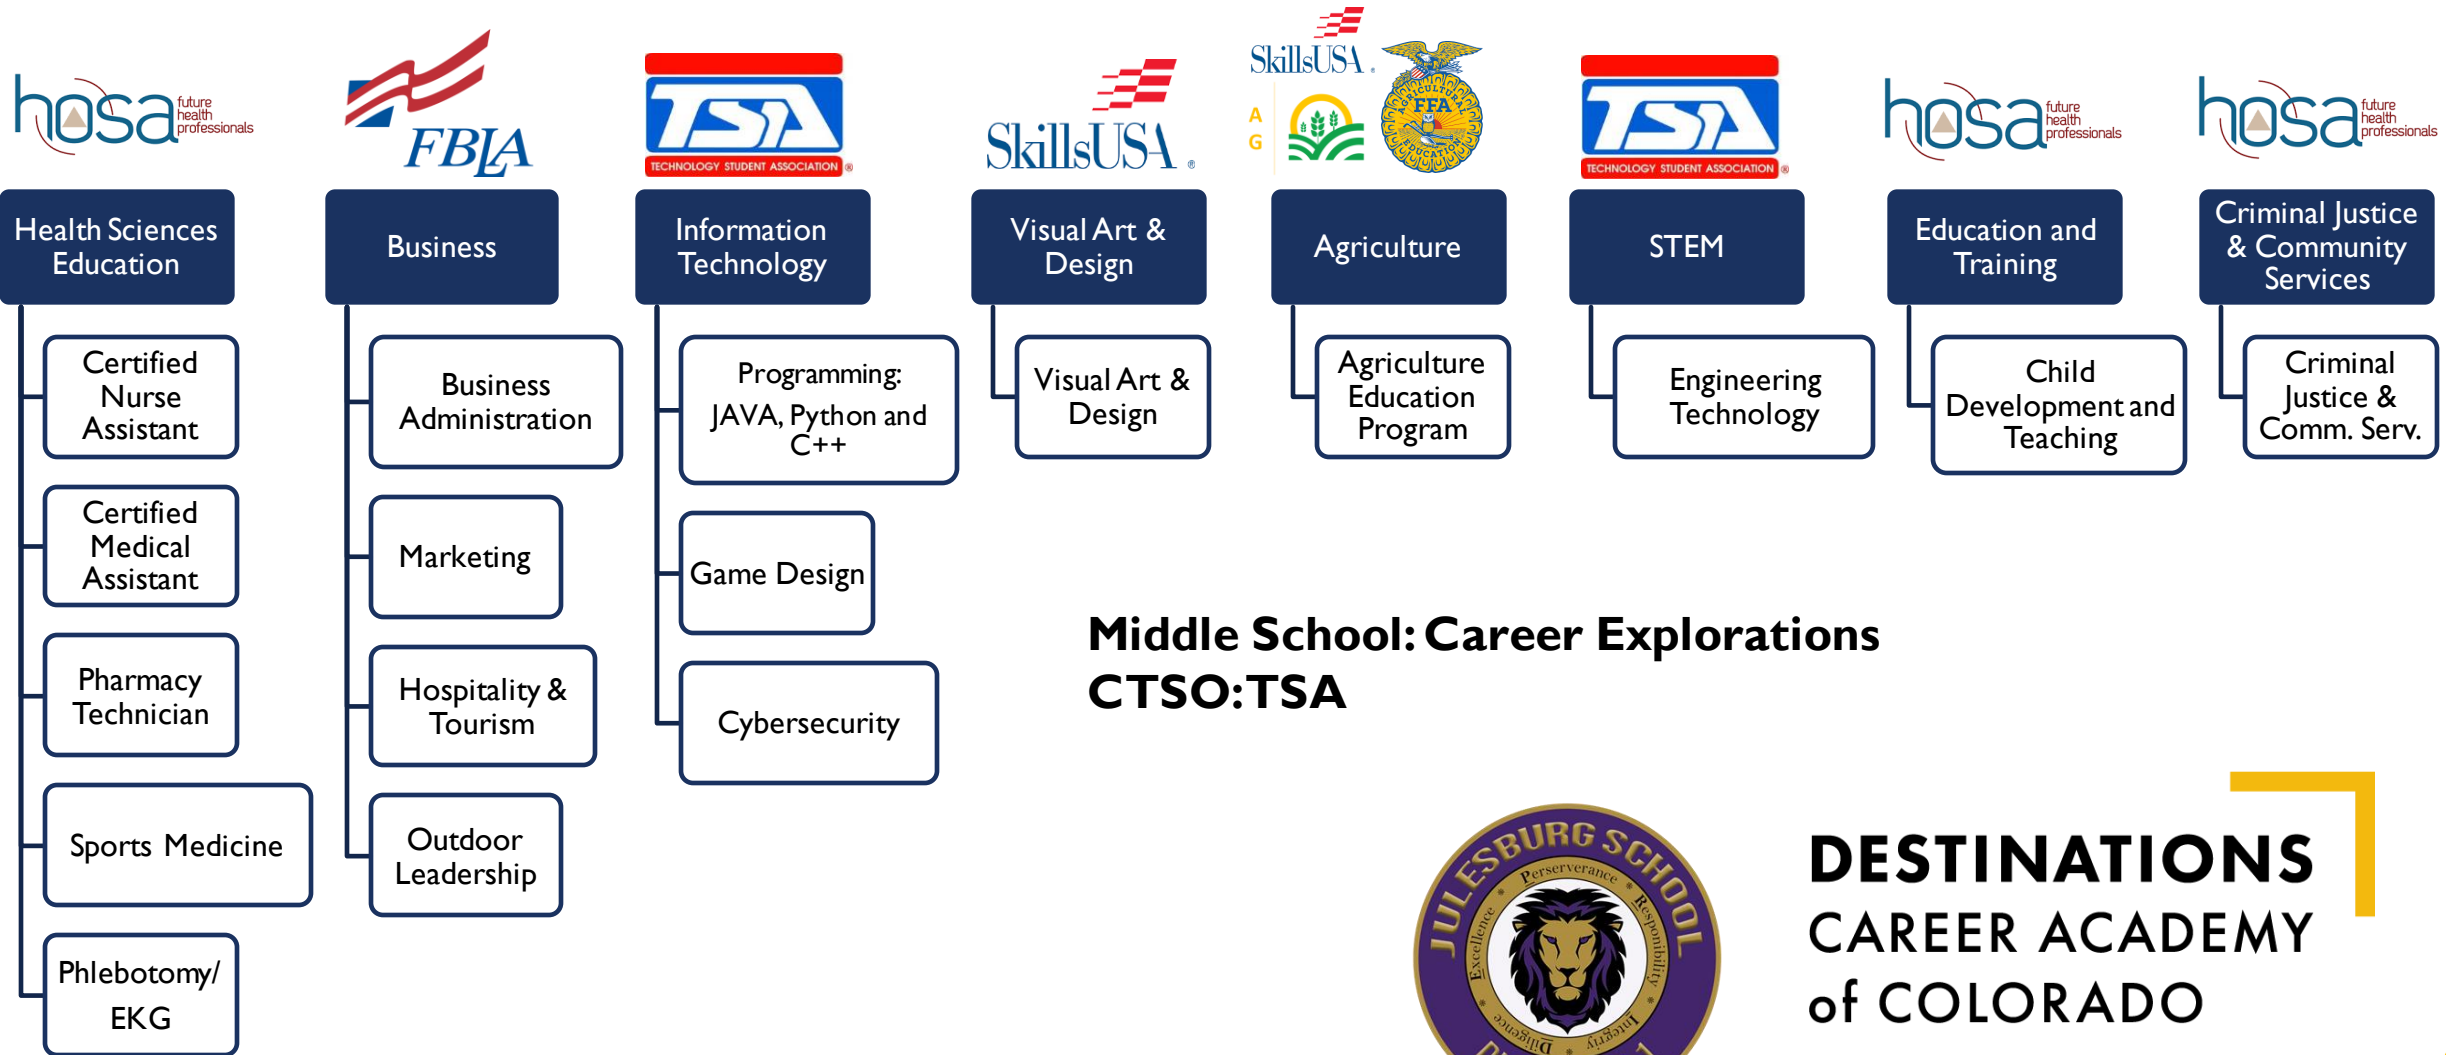 hosa
future
health
professionals
FBLA
TSA
TECHNOLOGY STUDENT ASSOCIATION ®
SkillsUSA ®
SkillsUSA ®
A
G
AGRICULTURAL
FFA
EDUCATION
TSA
TECHNOLOGY STUDENT ASSOCIATION ®
hosa
future
health
professionals
hosa
future
health
professionals
Health Sciences
Education
Certified
Nurse
Assistant
Certified
Medical
Assistant
Pharmacy
Technician
Sports Medicine
Phlebotomy/
EKG
Business
Business
Administration
Marketing
Hospitality &
Tourism
Outdoor
Leadership
Information
Technology
Programming:
JAVA, Python and
C++
Game Design
Cybersecurity
Visual Art &
Design
Visual Art &
Design
Agriculture
Agriculture
Education
Program
STEM
Engineering
Technology
Education and
Training
Child
Development and
Teaching
Criminal Justice
& Community
Services
Criminal
Justice &
Comm. Serv.
Middle School: Career Explorations
CTSO: TSA
JULESBURG SCHOOL
Perserverance
Responsibility
Integrity
Diligence
Excellence
DESTINATIONS
CAREER ACADEMY
of COLORADO